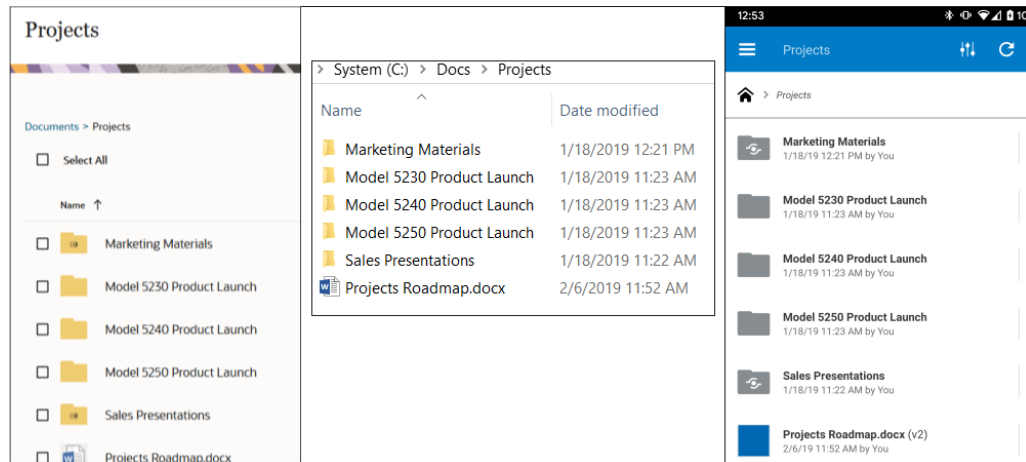 Projects
Documents > Projects
Select All
Name ↑
Marketing Materials
Model 5230 Product Launch
Model 5240 Product Launch
Model 5250 Product Launch
Sales Presentations
Projects Roadmap.docx
> System (C:) > Docs > Projects
Name Date modified
Marketing Materials 1/18/2019 12:21 PM
Model 5230 Product Launch 1/18/2019 11:23 AM
Model 5240 Product Launch 1/18/2019 11:23 AM
Model 5250 Product Launch 1/18/2019 11:23 AM
Sales Presentations 1/18/2019 11:22 AM
Projects Roadmap.docx 2/6/2019 11:52 AM
12:53 10
Projects
> Projects
Marketing Materials
1/18/19 12:21 PM by You
Model 5230 Product Launch
1/18/19 11:23 AM by You
Model 5240 Product Launch
1/18/19 11:23 AM by You
Model 5250 Product Launch
1/18/19 11:23 AM by You
Sales Presentations
1/18/19 11:22 AM by You
Projects Roadmap.docx (v2)
2/6/19 11:52 AM by You